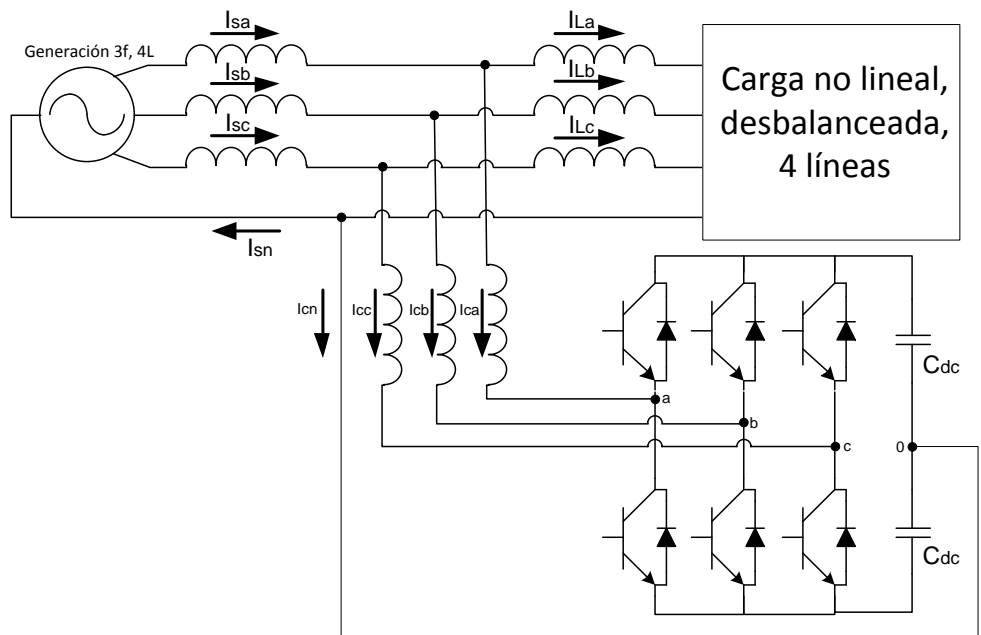 Generación 3f, 4L
Isa
ILa
Isb
ILb
Isc
ILc
Isn
Carga no lineal,
desbalanceada,
4 líneas
Icn
Icc
Icb
Ica
Cdc
a
b
c
0
Cdc